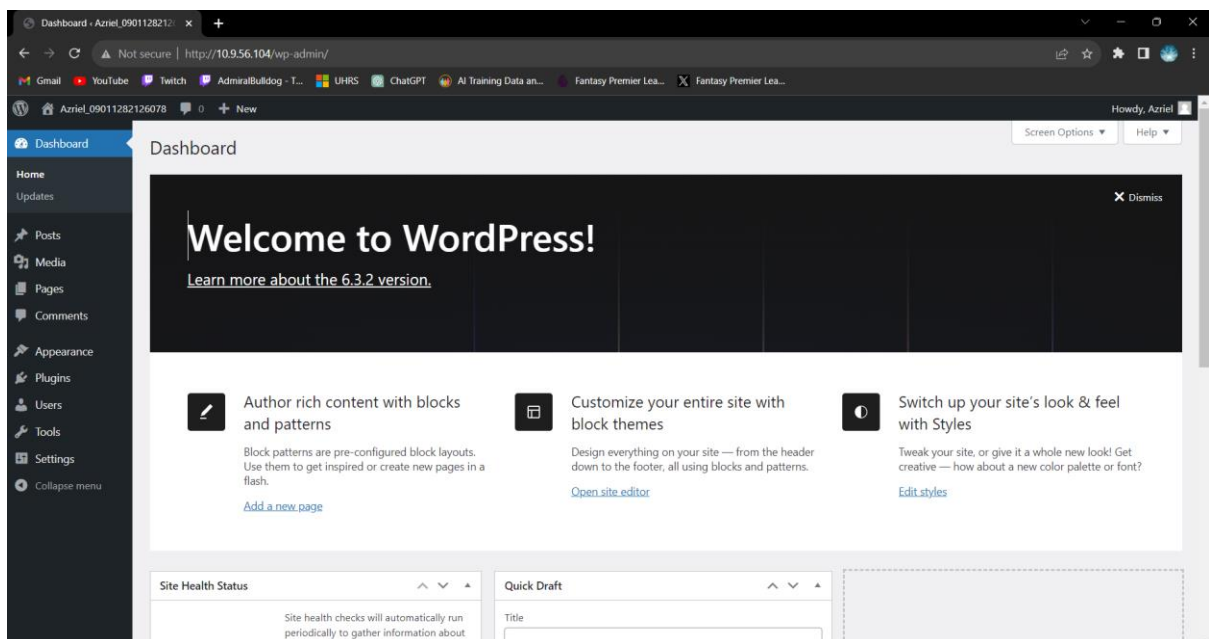 Dashboard ‹ Azriel_0901128212
Not secure | http://10.9.56.104/wp-admin/
Gmail YouTube Twitch AdmiralBulldog - T... UHRS ChatGPT AI Training Data an... Fantasy Premier Lea... Fantasy Premier Lea...
Azriel_09011282126078 0 + New Howdy, Azriel
Screen Options ▼ Help ▼
Dashboard
Home
Updates
Posts
Media
Pages
Comments
Appearance
Plugins
Users
Tools
Settings
Collapse menu
Dashboard
Dismiss
Welcome to WordPress!
Learn more about the 6.3.2 version.
Author rich content with blocks
and patterns
Block patterns are pre-configured block layouts.
Use them to get inspired or create new pages in a
flash.
Add a new page
Customize your entire site with
block themes
Design everything on your site — from the header
down to the footer, all using blocks and patterns.
Open site editor
Switch up your site's look & feel
with Styles
Tweak your site, or give it a whole new look! Get
creative — how about a new color palette or font?
Edit styles
Site Health Status
Site health checks will automatically run
periodically to gather information about
Quick Draft
Title